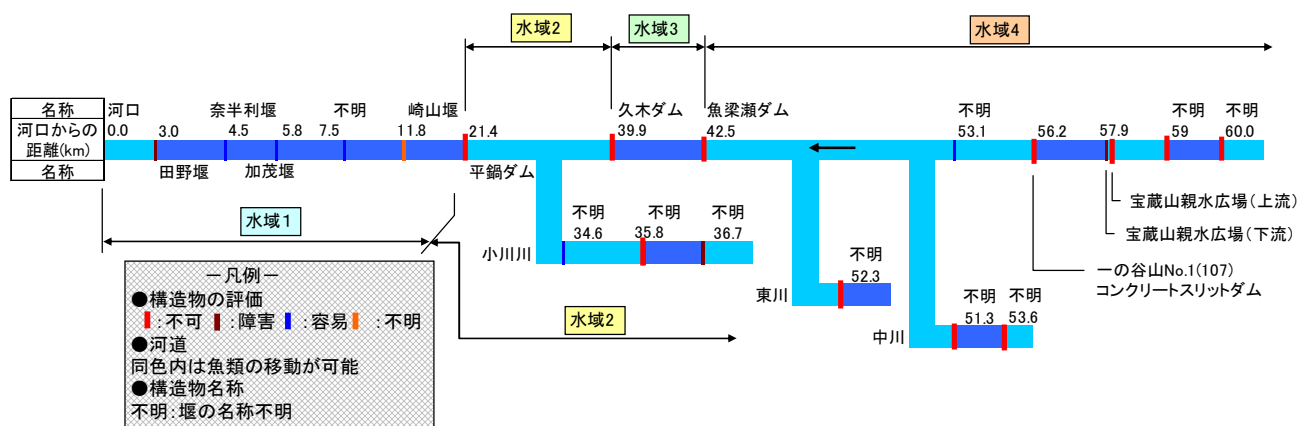 水域2
水域3
水域4
名称
河口
奈半利堰
不明
崎山堰
久木ダム
魚梁瀬ダム
不明
不明
不明
河口からの
距離(km)
0.0
3.0
4.5
5.8
7.5
11.8
21.4
39.9
42.5
53.1
56.2
57.9
59
60.0
名称
田野堰
加茂堰
平鍋ダム
水域1
小川川
不明
34.6
不明
35.8
不明
36.7
東川
不明
52.3
中川
不明
51.3
不明
53.6
宝蔵山親水広場(上流)
宝蔵山親水広場(下流)
一の谷山No.1(107)
コンクリートスリットダム
水域2
-凡例-
●構造物の評価
:不可 :障害 :容易 :不明
●河道
同色内は魚類の移動が可能
●構造物名称
不明:堰の名称不明